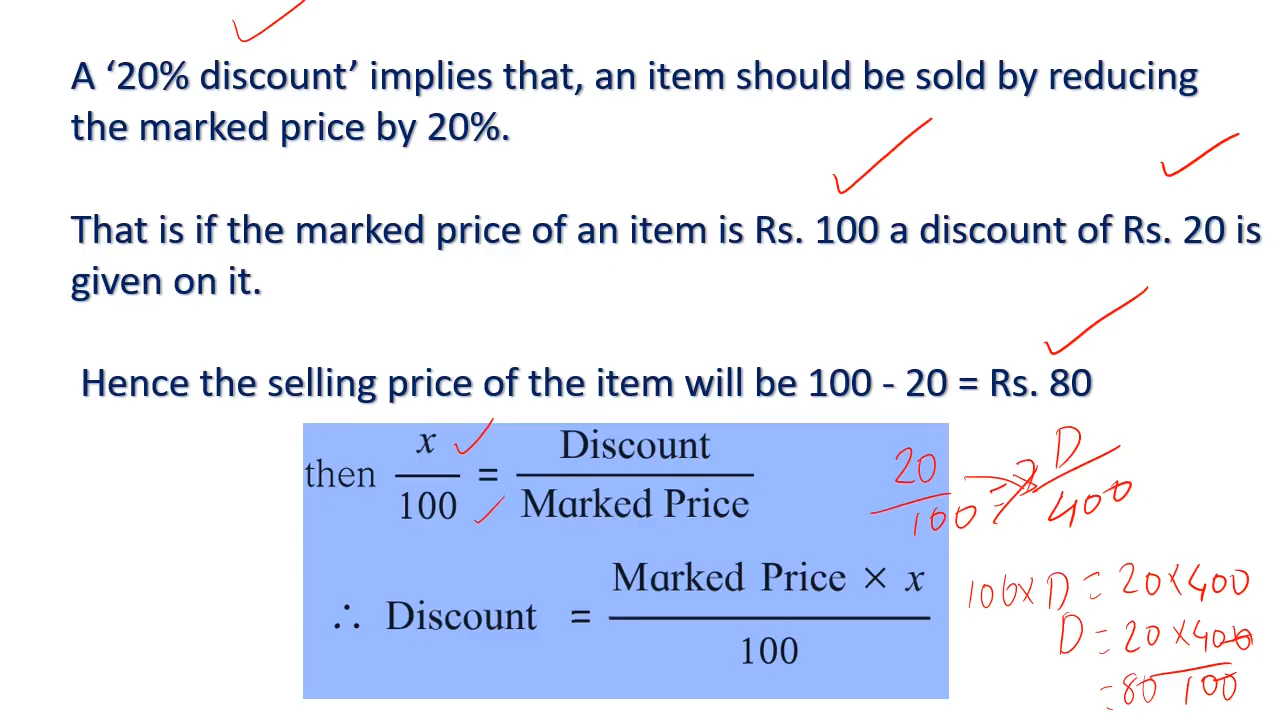 A ‘20% discount’ implies that, an item should be sold by reducing
the marked price by 20%.
That is if the marked price of an item is Rs. 100 a discount of Rs. 20 is
given on it.
Hence the selling price of the item will be 100 - 20 = Rs. 80
then x/100 = Discount/Marked Price
20/100 = D/400
∴ Discount = Marked Price × x/100
100×D = 20×400
D = 20×400/100
= 80